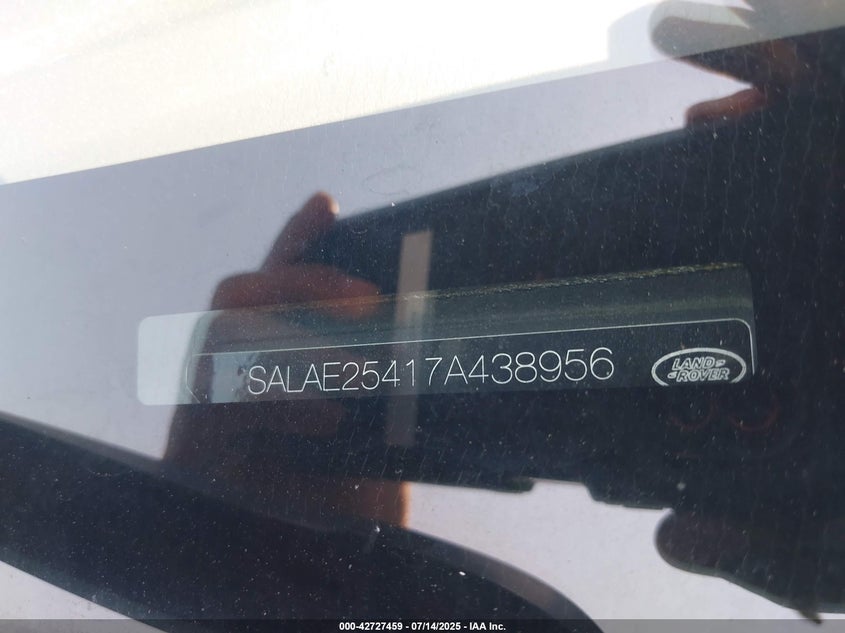 SALAE25417A438956
LAND-
-ROVER
000-42727459 - 07/14/2025 - IAA Inc.